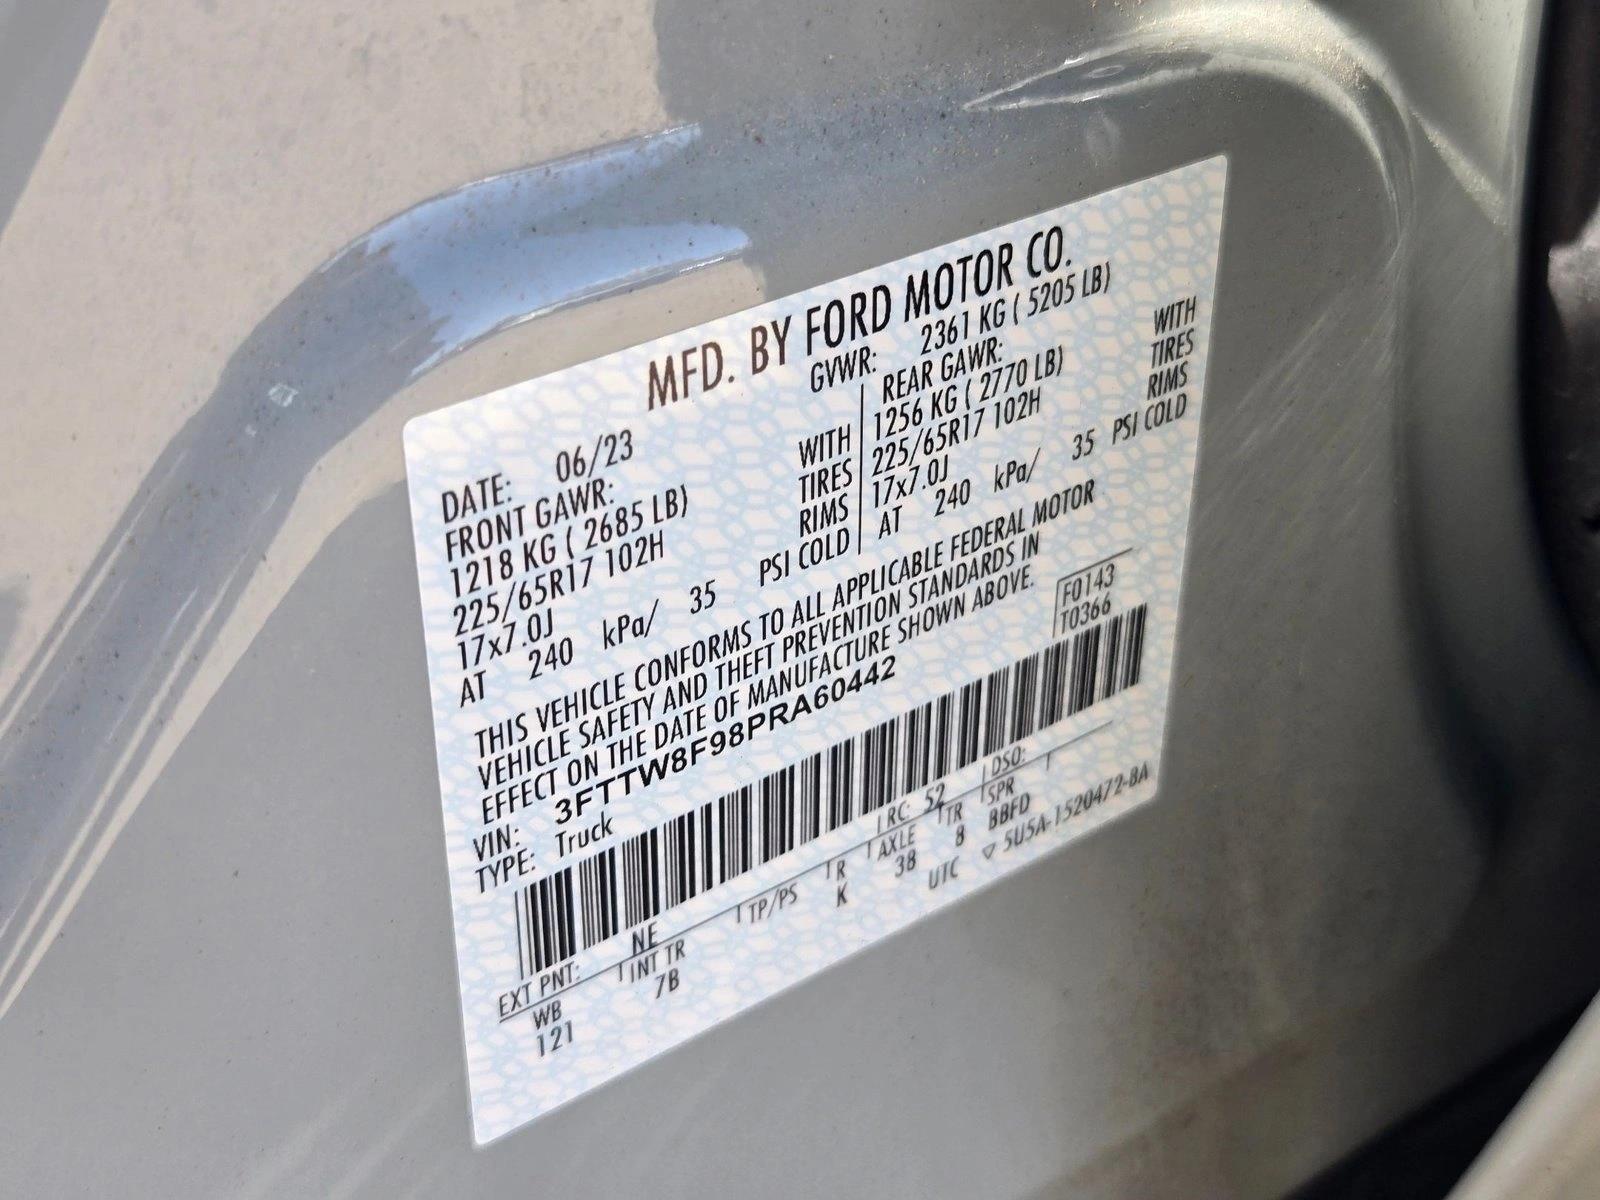 MFD. BY FORD MOTOR CO.
DATE: 06/23 GVWR: 2361 KG ( 5205 LB)
FRONT GAWR: REAR GAWR:
1218 KG ( 2685 LB) WITH 1256 KG ( 2770 LB) WITH
225/65R17 102H TIRES 225/65R17 102H TIRES
17x7.0J RIMS 17x7.0J RIMS
AT 240 kPa/ 35 PSI COLD AT 240 kPa/ 35 PSI COLD
THIS VEHICLE CONFORMS TO ALL APPLICABLE FEDERAL MOTOR
VEHICLE SAFETY AND THEFT PREVENTION STANDARDS IN
EFFECT ON THE DATE OF MANUFACTURE SHOWN ABOVE.
VIN: 3FTTW8F98PRA60442 F0143
TYPE: Truck T0366
EXT PNT: NE RC: 52 DSO:
WB INT TR TP/PS R AXLE TR SPR
121 7B K 38 8 BBFD
UTC ▽ 5U5A-1520472-BA